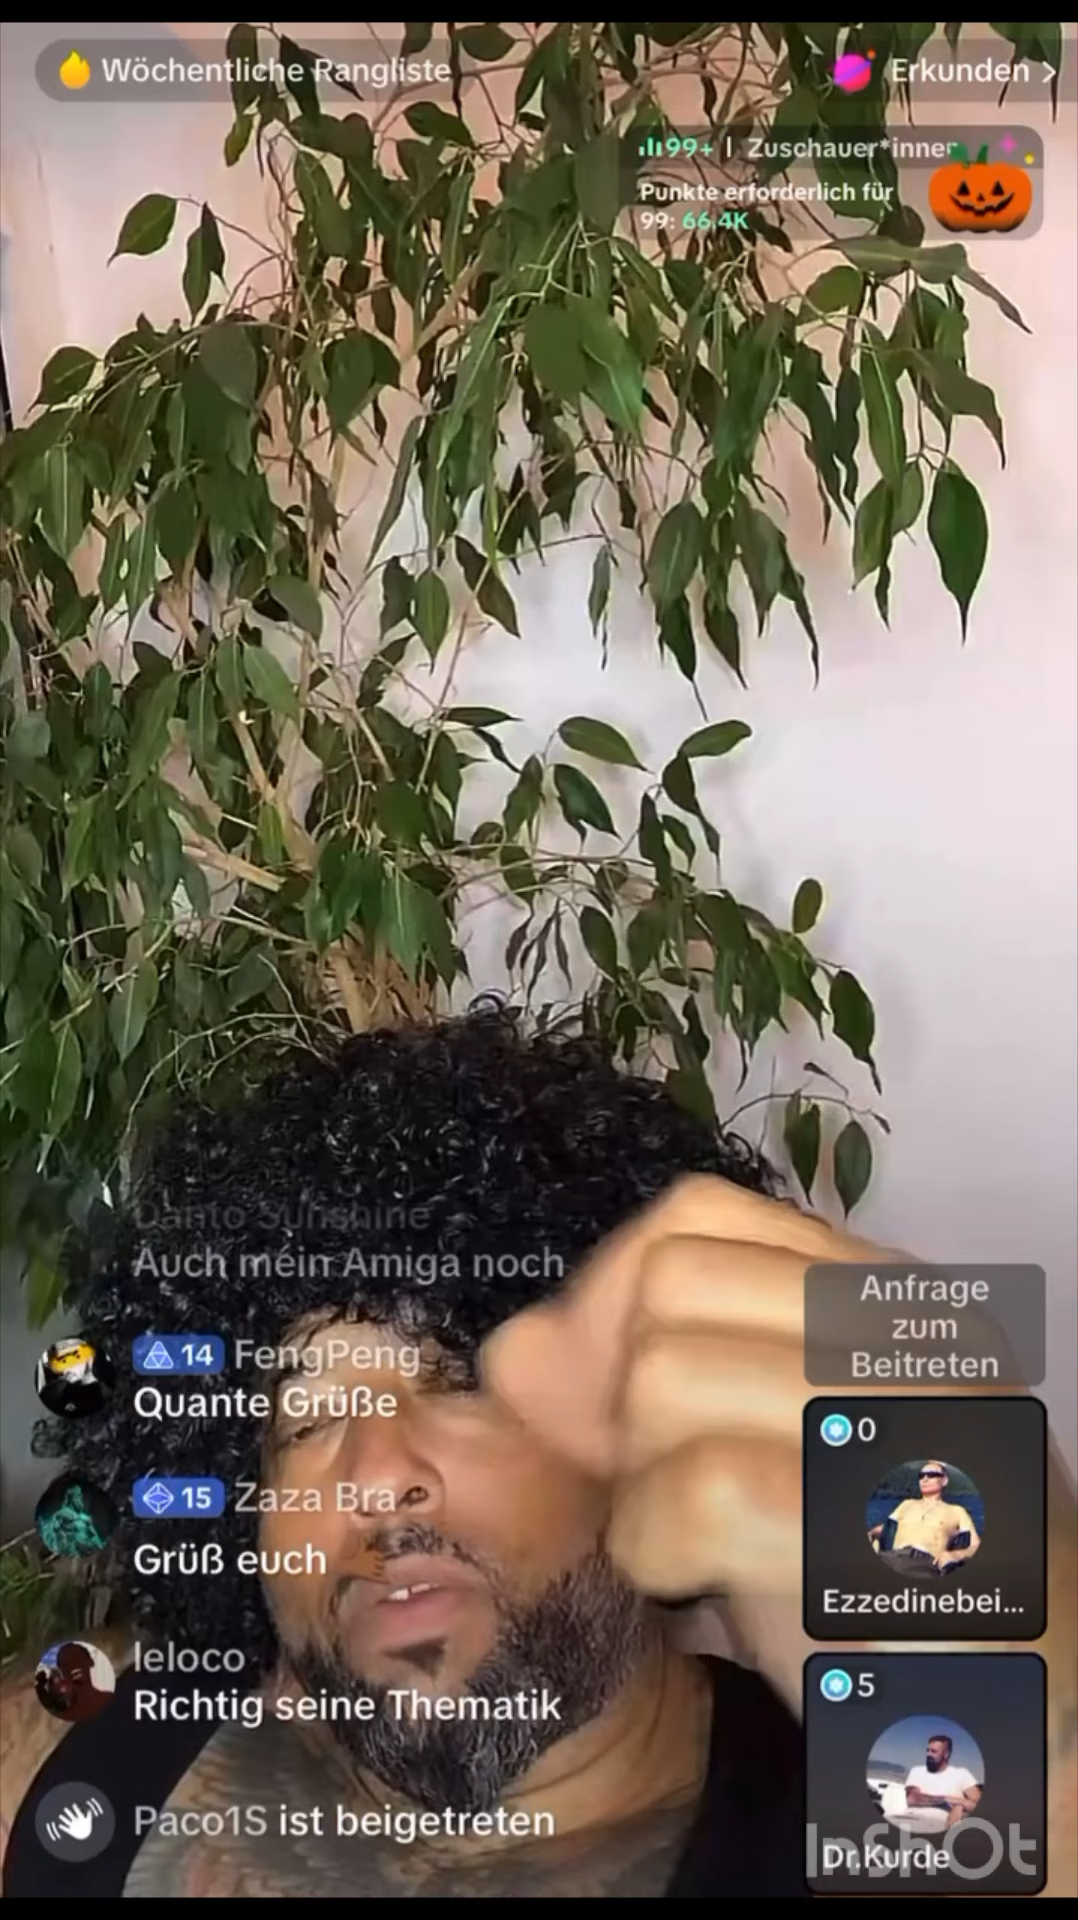 Wöchentliche Rangliste
Erkunden >
99+ | Zuschauer*innen
Punkte erforderlich für
99: 66,4K
Danto Sunshine
Auch mein Amiga noch
14 FengPeng
Quante Grüße
15 Zaza Bra
Grüß euch
leloco
Richtig seine Thematik
Paco1S ist beigetreten
Anfrage
zum
Beitreten
0
Ezzedinebei...
5
Dr.Kurde
InShOt